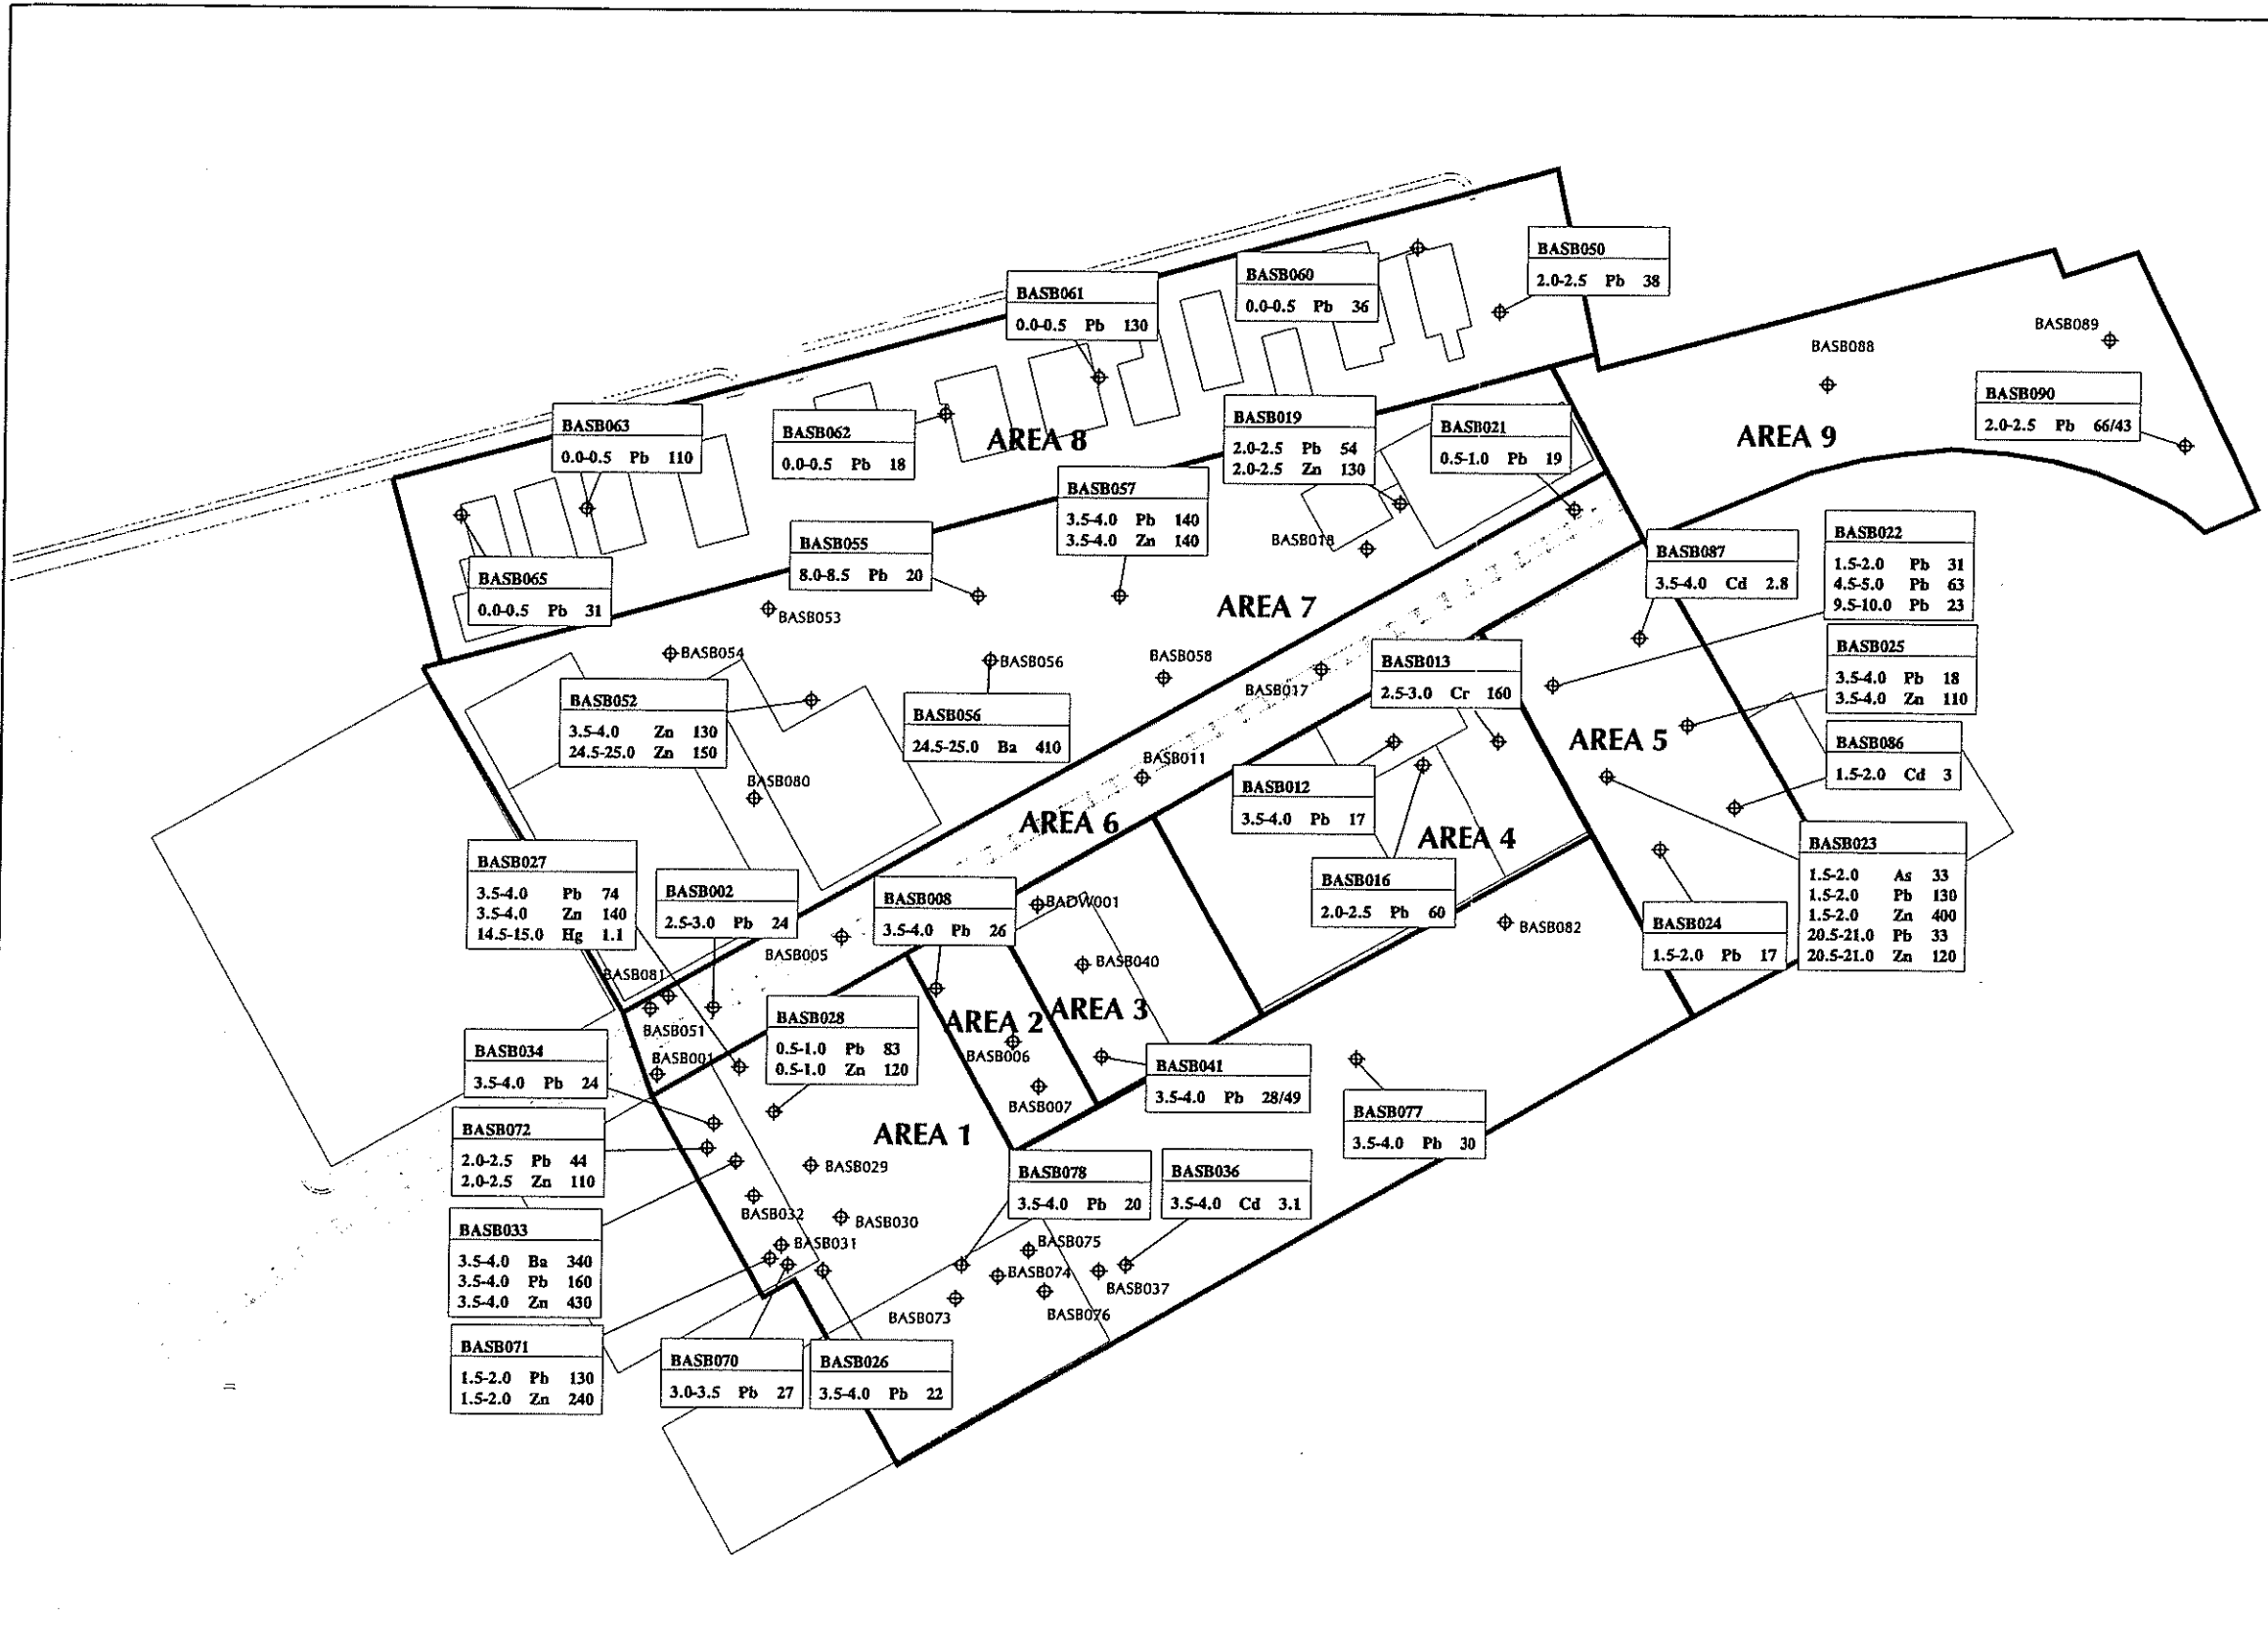 BASB050
2.0-2.5 Pb 38
BASB060
0.0-0.5 Pb 36
BASB061
0.0-0.5 Pb 130
BASB089
BASB088
BASB090
2.0-2.5 Pb 66/43
AREA 9
BASB063
0.0-0.5 Pb 110
BASB062
0.0-0.5 Pb 18
AREA 8
BASB019
2.0-2.5 Pb 54
2.0-2.5 Zn 130
BASB021
0.5-1.0 Pb 19
BASB057
3.5-4.0 Pb 140
3.5-4.0 Zn 140
BASB055
8.0-8.5 Pb 20
BASB018
BASB087
3.5-4.0 Cd 2.8
BASB022
1.5-2.0 Pb 31
4.5-5.0 Pb 63
9.5-10.0 Pb 23
BASB065
0.0-0.5 Pb 31
BASB053
AREA 7
BASB054
BASB056
BASB058
BASB017
BASB013
2.5-3.0 Cr 160
BASB025
3.5-4.0 Pb 18
3.5-4.0 Zn 110
BASB052
3.5-4.0 Zn 130
24.5-25.0 Zn 150
BASB056
24.5-25.0 Ba 410
AREA 5
BASB086
1.5-2.0 Cd 3
BASB011
BASB080
BASB012
3.5-4.0 Pb 17
AREA 6
AREA 4
BASB023
1.5-2.0 As 33
1.5-2.0 Pb 130
1.5-2.0 Zn 400
20.5-21.0 Pb 33
20.5-21.0 Zn 120
BASB027
3.5-4.0 Pb 74
3.5-4.0 Zn 140
14.5-15.0 Hg 1.1
BASB002
2.5-3.0 Pb 24
BASB008
3.5-4.0 Pb 26
BADW001
BASB016
2.0-2.5 Pb 60
BASB082
BASB024
1.5-2.0 Pb 17
BASB005
BASB040
BASB081
BASB051
BASB028
0.5-1.0 Pb 83
0.5-1.0 Zn 120
AREA 2
AREA 3
BASB006
BASB034
3.5-4.0 Pb 24
BASB001
BASB041
3.5-4.0 Pb 28/49
BASB007
BASB077
3.5-4.0 Pb 30
BASB072
2.0-2.5 Pb 44
2.0-2.5 Zn 110
AREA 1
BASB029
BASB078
3.5-4.0 Pb 20
BASB036
3.5-4.0 Cd 3.1
BASB032
BASB030
BASB033
3.5-4.0 Ba 340
3.5-4.0 Pb 160
3.5-4.0 Zn 430
BASB031
BASB075
BASB074
BASB037
BASB073
BASB076
BASB071
1.5-2.0 Pb 130
1.5-2.0 Zn 240
BASB070
3.0-3.5 Pb 27
BASB026
3.5-4.0 Pb 22